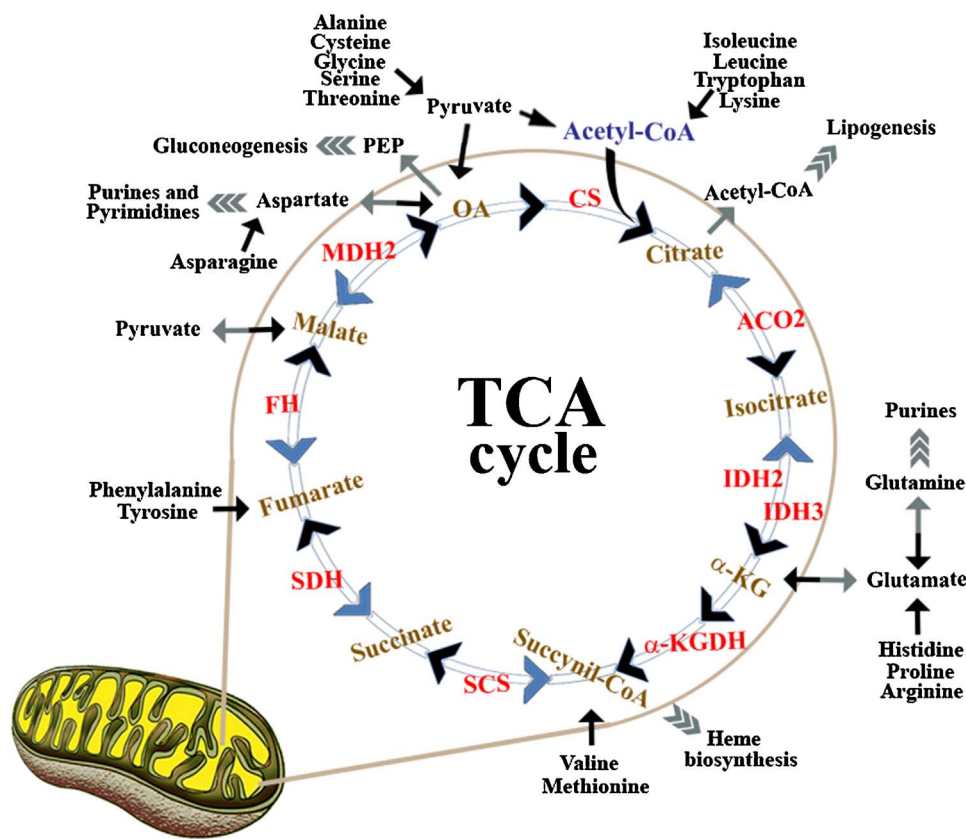 Alanine
Cysteine
Glycine
Serine
Threonine
Pyruvate
Isoleucine
Leucine
Tryptophan
Lysine
Acetyl-CoA
Lipogenesis
Acetyl-CoA
Gluconeogenesis
PEP
Purines and
Pyrimidines
Aspartate
Asparagine
OA
CS
Citrate
MDH2
ACO2
Pyruvate
Malate
Isocitrate
TCA
cycle
FH
IDH2
IDH3
Purines
Glutamine
Glutamate
Histidine
Proline
Arginine
Phenylalanine
Tyrosine
Fumarate
α-KG
SDH
α-KGDH
Succinate
SCS
Succynil-CoA
Valine
Methionine
Heme
biosynthesis